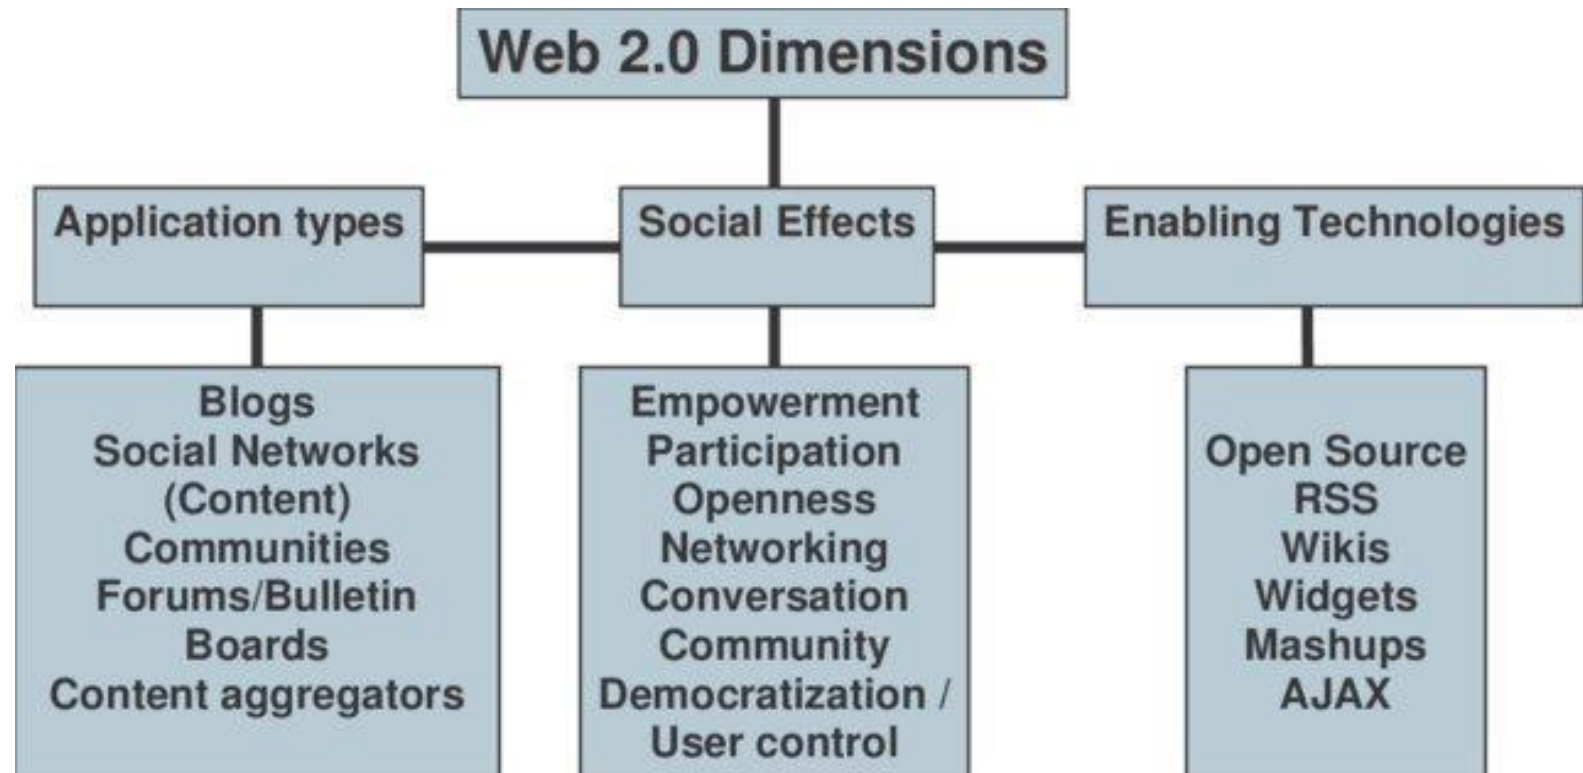 Web 2.0 Dimensions
Application types
Social Effects
Enabling Technologies
Blogs
Social Networks
(Content)
Communities
Forums/Bulletin
Boards
Content aggregators
Empowerment
Participation
Openness
Networking
Conversation
Community
Democratization /
User control
Open Source
RSS
Wikis
Widgets
Mashups
AJAX